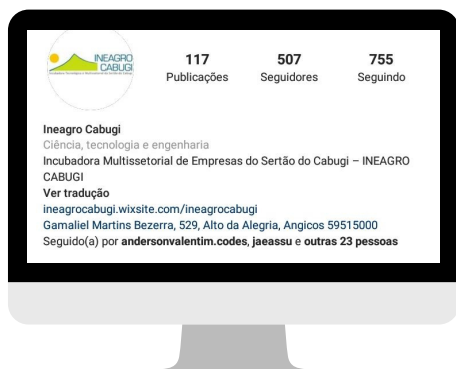 INEAGRO
CABUGI
117 507 755
Publicações Seguidores Seguindo
Ineagro Cabugi
Ciência, tecnologia e engenharia
Incubadora Multissetorial de Empresas do Sertão do Cabugi – INEAGRO
CABUGI
Ver tradução
ineagrocabugi.wixsite.com/ineagrocabugi
Gamaliel Martins Bezerra, 529, Alto da Alegria, Angicos 59515000
Seguido(a) por andersonvalentim.codes, jaeassu e outras 23 pessoas